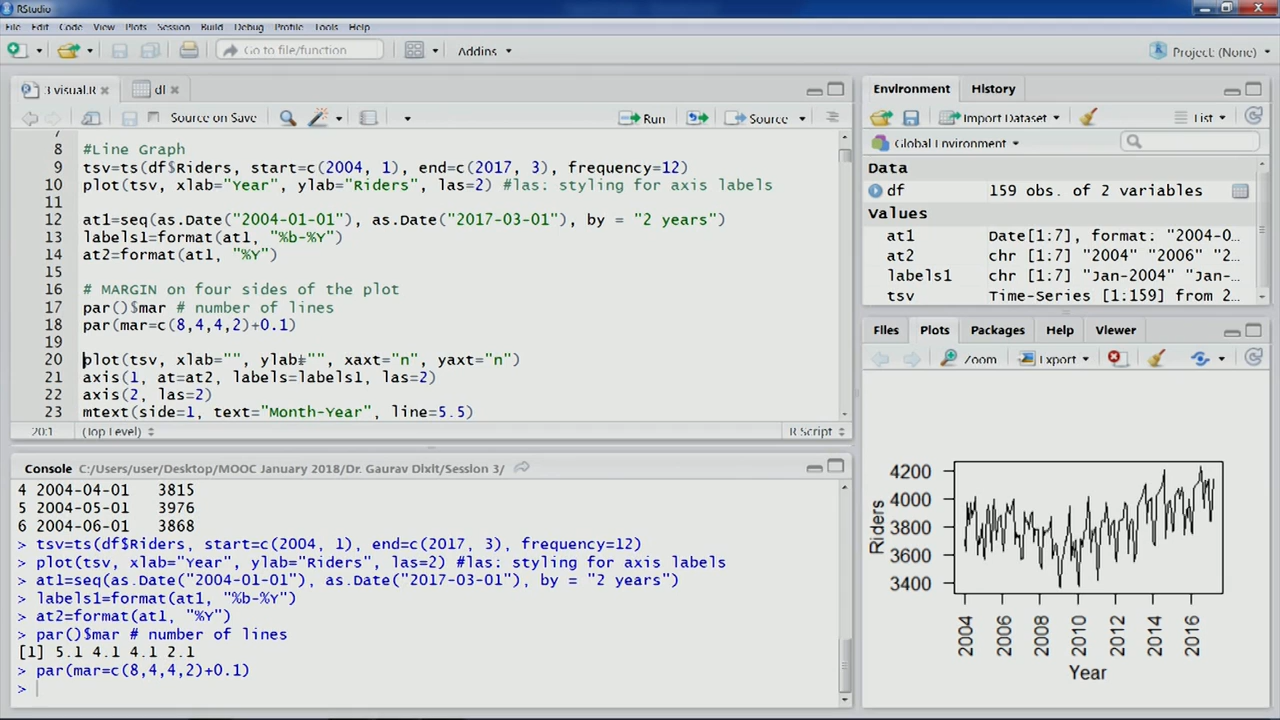 RStudio
File Edit Code View Plots Session Build Debug Profile Tools Help
Go to file/function Addins Project: (None)
3 visual.R df
Source on Save Run Source
7
8 #Line Graph
9 tsv=ts(df$Riders, start=c(2004, 1), end=c(2017, 3), frequency=12)
10 plot(tsv, xlab="Year", ylab="Riders", las=2) #las: styling for axis labels
11
12 at1=seq(as.Date("2004-01-01"), as.Date("2017-03-01"), by = "2 years")
13 labels1=format(at1, "%b-%Y")
14 at2=format(at1, "%Y")
15
16 # MARGIN on four sides of the plot
17 par()$mar # number of lines
18 par(mar=c(8,4,4,2)+0.1)
19
20 plot(tsv, xlab="", ylab="", xaxt="n", yaxt="n")
21 axis(1, at=at2, labels=labels1, las=2)
22 axis(2, las=2)
23 mtext(side=1, text="Month-Year", line=5.5)
20:1 (Top Level) R Script
Console C:/Users/user/Desktop/MOOC January 2018/Dr. Gaurav Dixit/Session 3/
4 2004-04-01 3815
5 2004-05-01 3976
6 2004-06-01 3868
> tsv=ts(df$Riders, start=c(2004, 1), end=c(2017, 3), frequency=12)
> plot(tsv, xlab="Year", ylab="Riders", las=2) #las: styling for axis labels
> at1=seq(as.Date("2004-01-01"), as.Date("2017-03-01"), by = "2 years")
> labels1=format(at1, "%b-%Y")
> at2=format(at1, "%Y")
> par()$mar # number of lines
[1] 5.1 4.1 4.1 2.1
> par(mar=c(8,4,4,2)+0.1)
>
Environment History
Import Dataset List
Global Environment
Data
df 159 obs. of 2 variables
Values
at1 Date[1:7], format: "2004-0...
at2 chr [1:7] "2004" "2006" "2...
labels1 chr [1:7] "Jan-2004" "Jan-...
tsv Time-Series [1:159] from 2...
Files Plots Packages Help Viewer
Zoom Export
Riders
4200
4000
3800
3600
3400
2004 2006 2008 2010 2012 2014 2016
Year